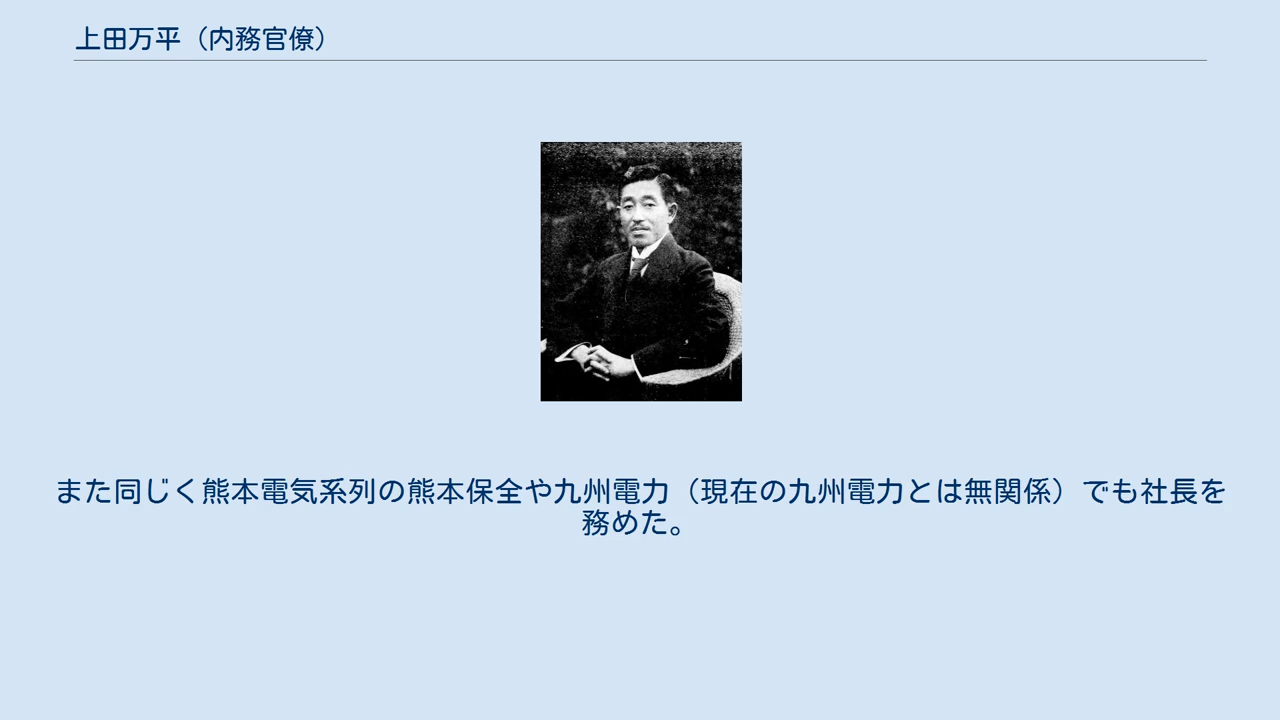 上田万平（内務官僚）
また同じく熊本電気系列の熊本保全や九州電力（現在の九州電力とは無関係）でも社長を
務めた。